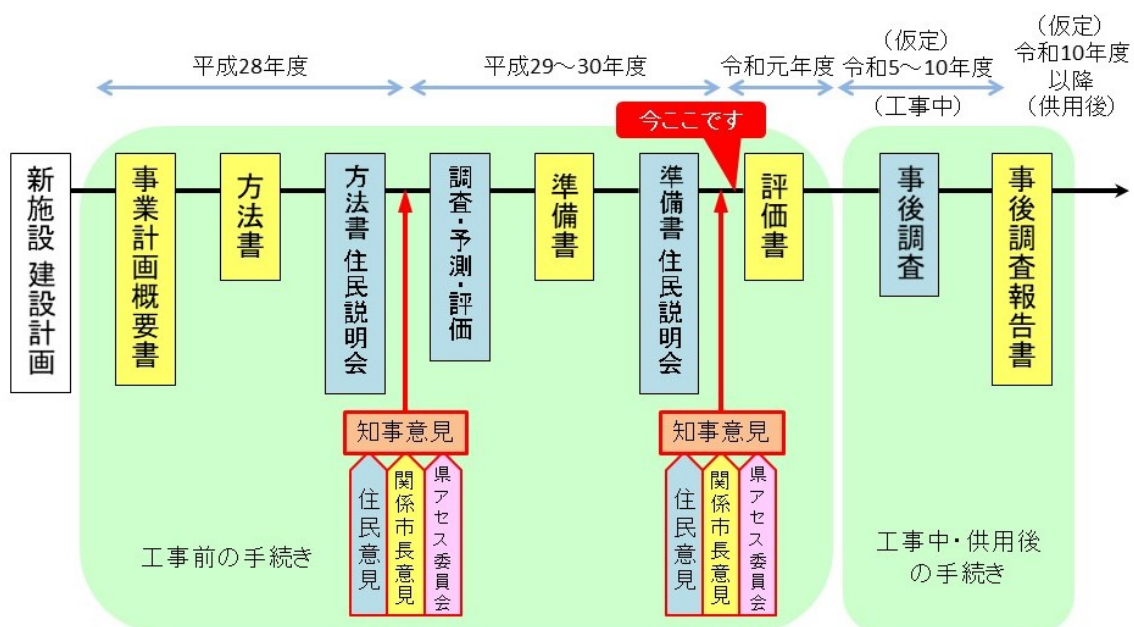 平成28年度
平成29～30年度
令和元年度
（仮定）
令和5～10年度
（工事中）
（仮定）
令和10年度
以降
（供用後）
今ここです
新施設 建設計画
事業計画概要書
方法書
方法書 住民説明会
調査・予測・評価
準備書
準備書 住民説明会
評価書
事後調査
事後調査報告書
知事意見
住民意見
関係市長意見
県アセス委員会
知事意見
住民意見
関係市長意見
県アセス委員会
工事前の手続き
工事中・供用後
の手続き